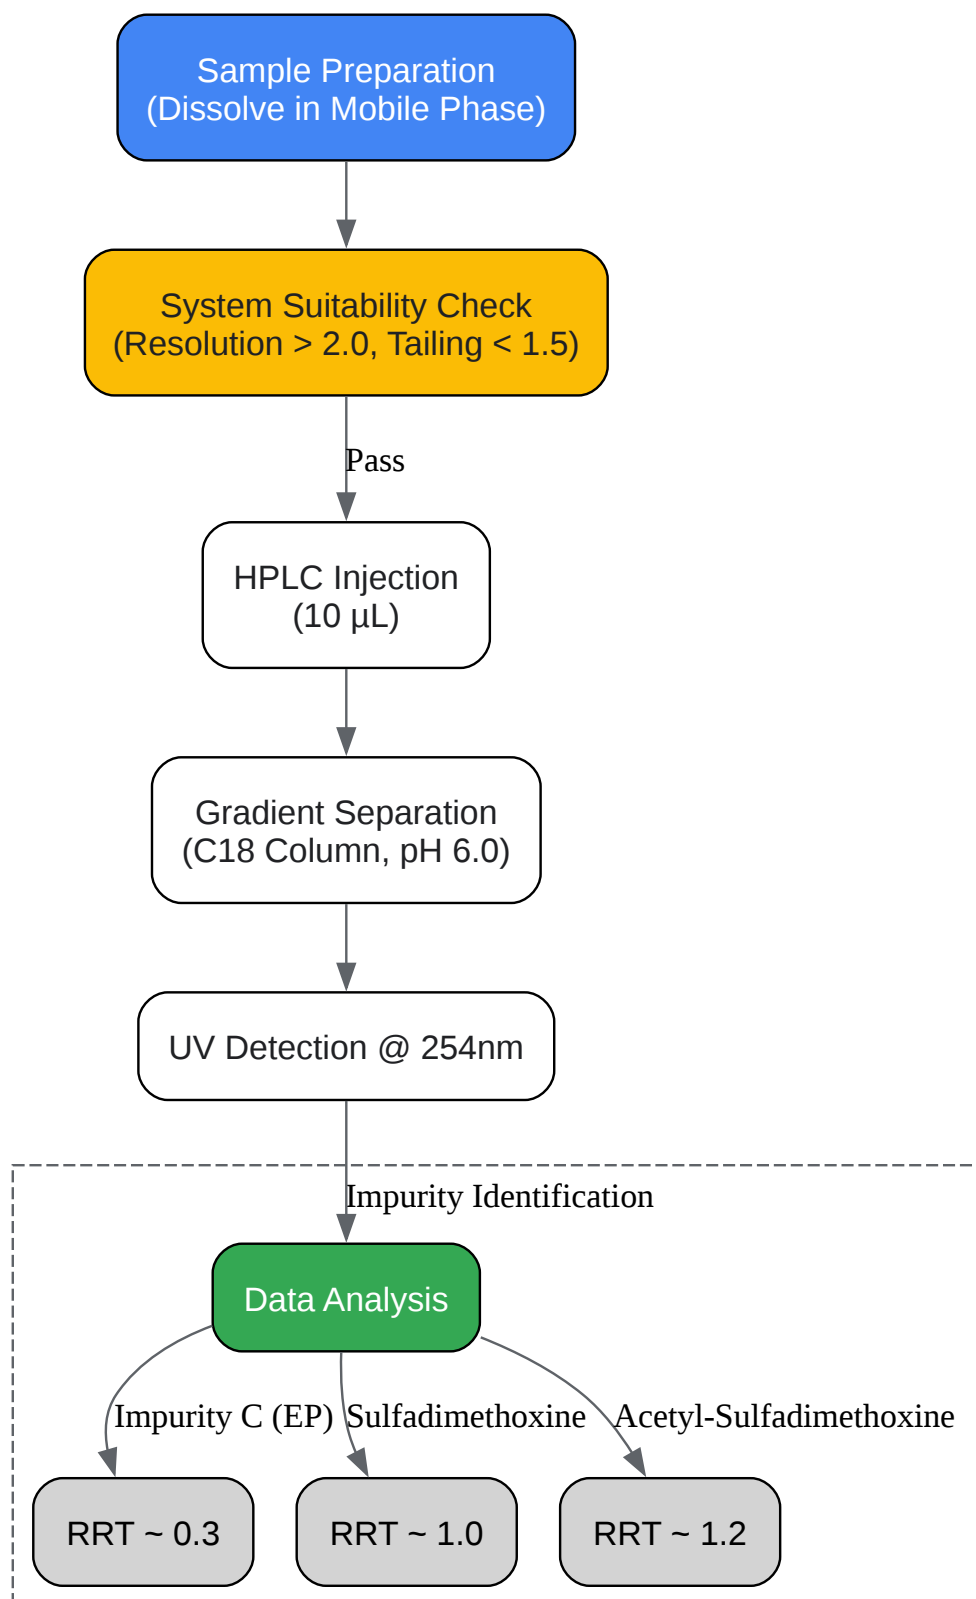 Sample Preparation
(Dissolve in Mobile Phase)
System Suitability Check
(Resolution > 2.0, Tailing < 1.5)
Pass
HPLC Injection
(10 µL)
Gradient Separation
(C18 Column, pH 6.0)
UV Detection @ 254nm
Impurity Identification
Data Analysis
Impurity C (EP)
Sulfadimethoxine
Acetyl-Sulfadimethoxine
RRT ~ 0.3
RRT ~ 1.0
RRT ~ 1.2